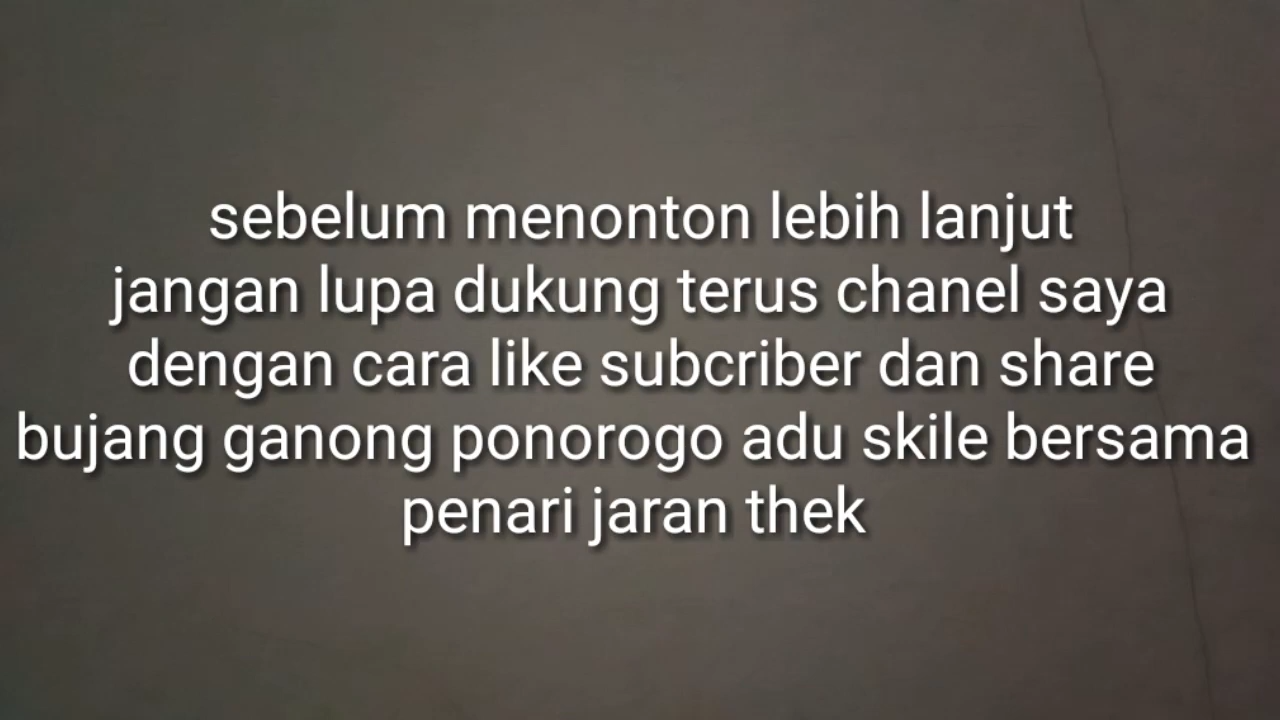 sebelum menonton lebih lanjut
jangan lupa dukung terus chanel saya
dengan cara like subcriber dan share
bujang ganong ponorogo adu skile bersama
penari jaran thek